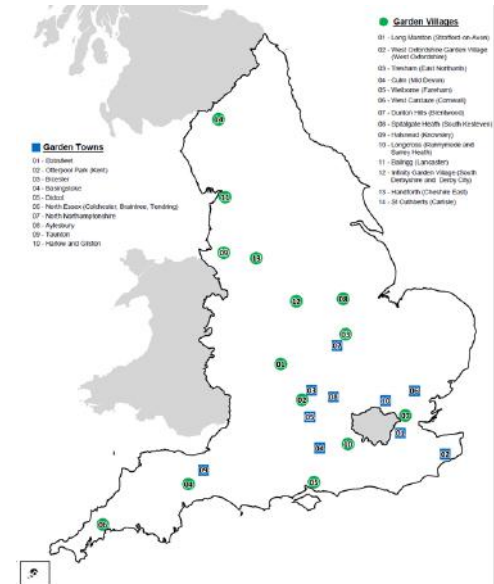 Garden Villages
01 - Long Marston (Stratford-on-Avon)
02 - West Oxfordshire Garden Village
(West Oxfordshire)
03 - Tresham (East Northants)
04 - Culm (Mid Devon)
05 - Welborne (Fareham)
06 - West Carclaze (Cornwall)
07 - Dunton Hills (Brentwood)
08 - Spitalgate Heath (South Kesteven)
09 - Halsnead (Knowsley)
10 - Longcross (Runnymede and
Surrey Heath)
11 - Bailrigg (Lancaster)
12 - Infinity Garden Village (South
Derbyshire and Derby City)
13 - Handforth (Cheshire East)
14 - St Cuthberts (Carlisle)
Garden Towns
01 - Ebbsfleet
02 - Otterpool Park (Kent)
03 - Bicester
04 - Basingstoke
05 - Didcot
06 - North Essex (Colchester, Braintree, Tendring)
07 - North Northamptonshire
08 - Aylesbury
09 - Taunton
10 - Harlow and Gilston
11
09
13
12
08
03
07
01
03
02
10
06
04
10
02
09
04
05
06